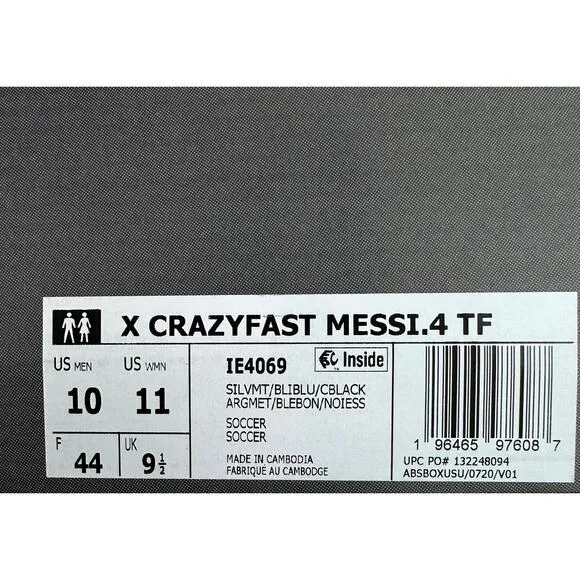 X CRAZYFAST MESSI.4 TF
US MEN
10
US WMN
11
F
44
UK
9½
IE4069
Inside
SILVMT/BLIBLU/CBLACK
ARGMET/BLEBON/NOIESS
SOCCER
SOCCER
MADE IN CAMBODIA
FABRIQUÉ AU CAMBODGE
1 96465 97608 7
UPC PO# 132248094
ABSBOXUSU/0720/V01